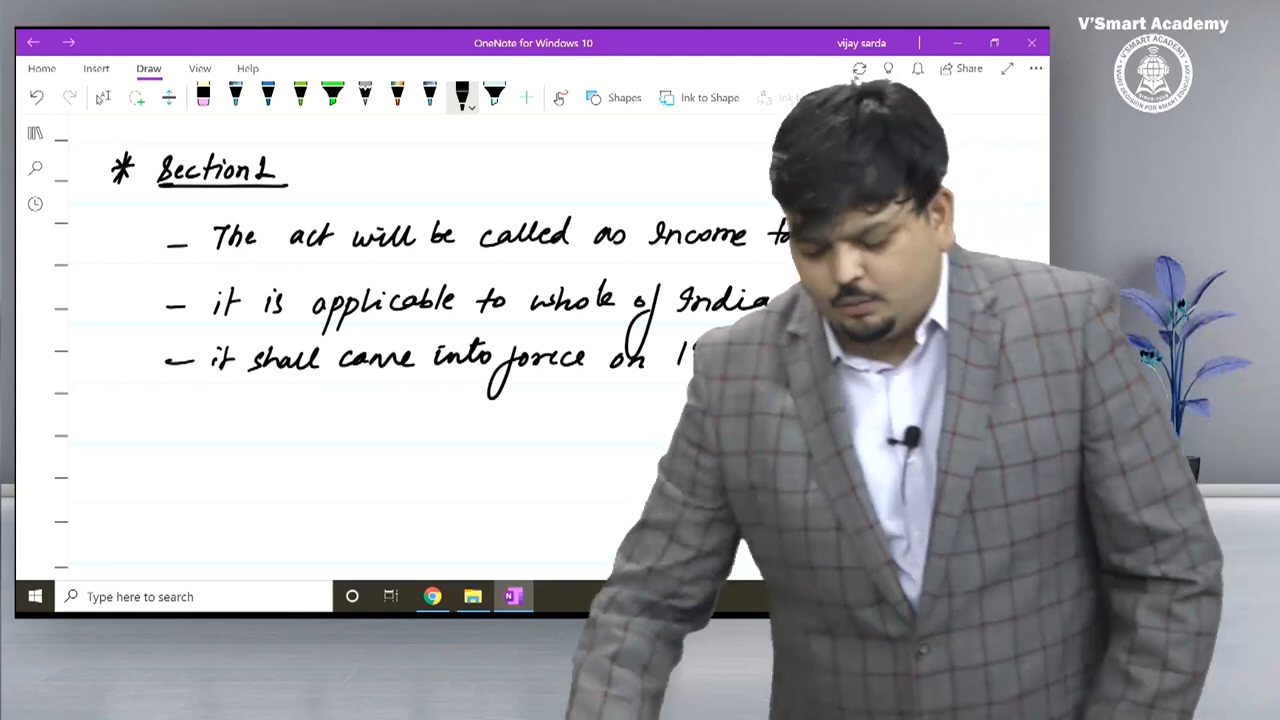 V'Smart Academy
OneNote for Windows 10
vijay sarda
Home Insert Draw View Help
Share
Shapes Ink to Shape
* Section 1
- The act will be called as Income
- it is applicable to whole of India
- it shall come into force on
Type here to search